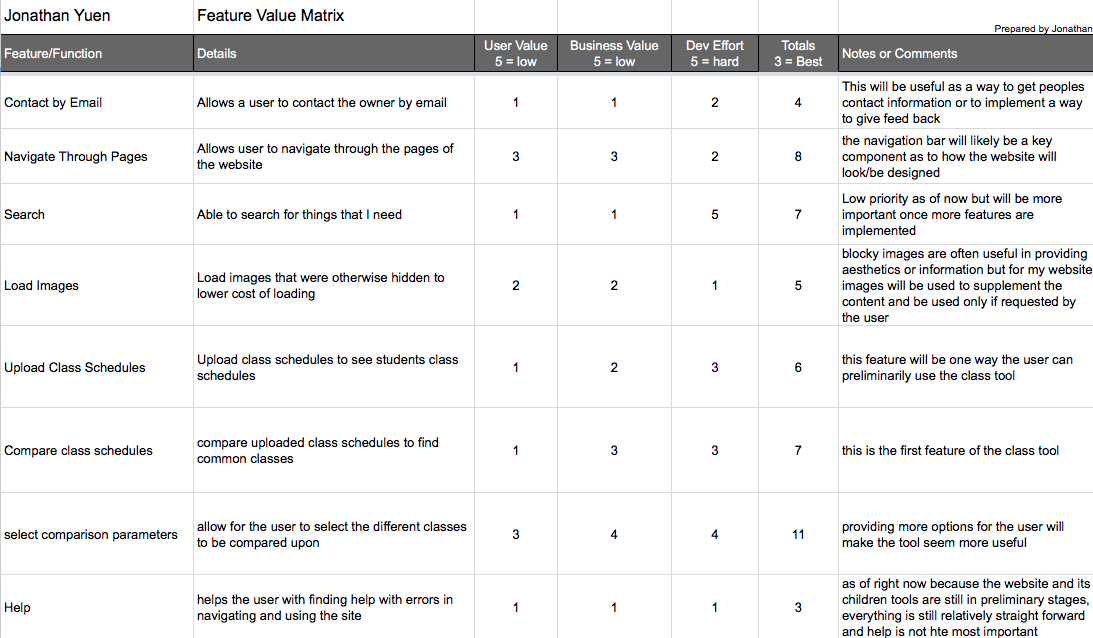 Jonathan Yuen Feature Value Matrix
Prepared by Jonathan
Feature/Function Details User Value 5 = low Business Value 5 = low Dev Effort 5 = hard Totals 3 = Best Notes or Comments
Contact by Email Allows a user to contact the owner by email 1 1 2 4 This will be useful as a way to get peoples
contact information or to implement a way
to give feed back
Navigate Through Pages Allows user to navigate through the pages of
the website 3 3 2 8 the navigation bar will likely be a key
component as to how the website will
look/be designed
Search Able to search for things that I need 1 1 5 7 Low priority as of now but will be more
important once more features are
implemented
Load Images Load images that were otherwise hidden to
lower cost of loading 2 2 1 5 blocky images are often useful in providing
aesthetics or information but for my website
images will be used to supplement the
content and be used only if requested by
the user
Upload Class Schedules Upload class schedules to see students class
schedules 1 2 3 6 this feature will be one way the user can
preliminarily use the class tool
Compare class schedules compare uploaded class schedules to find
common classes 1 3 3 7 this is the first feature of the class tool
select comparison parameters allow for the user to select the different classes
to be compared upon 3 4 4 11 providing more options for the user will
make the tool seem more useful
Help helps the user with finding help with errors in
navigating and using the site 1 1 1 3 as of right now because the website and its
children tools are still in preliminary stages,
everything is still relatively straight forward
and help is not hte most important